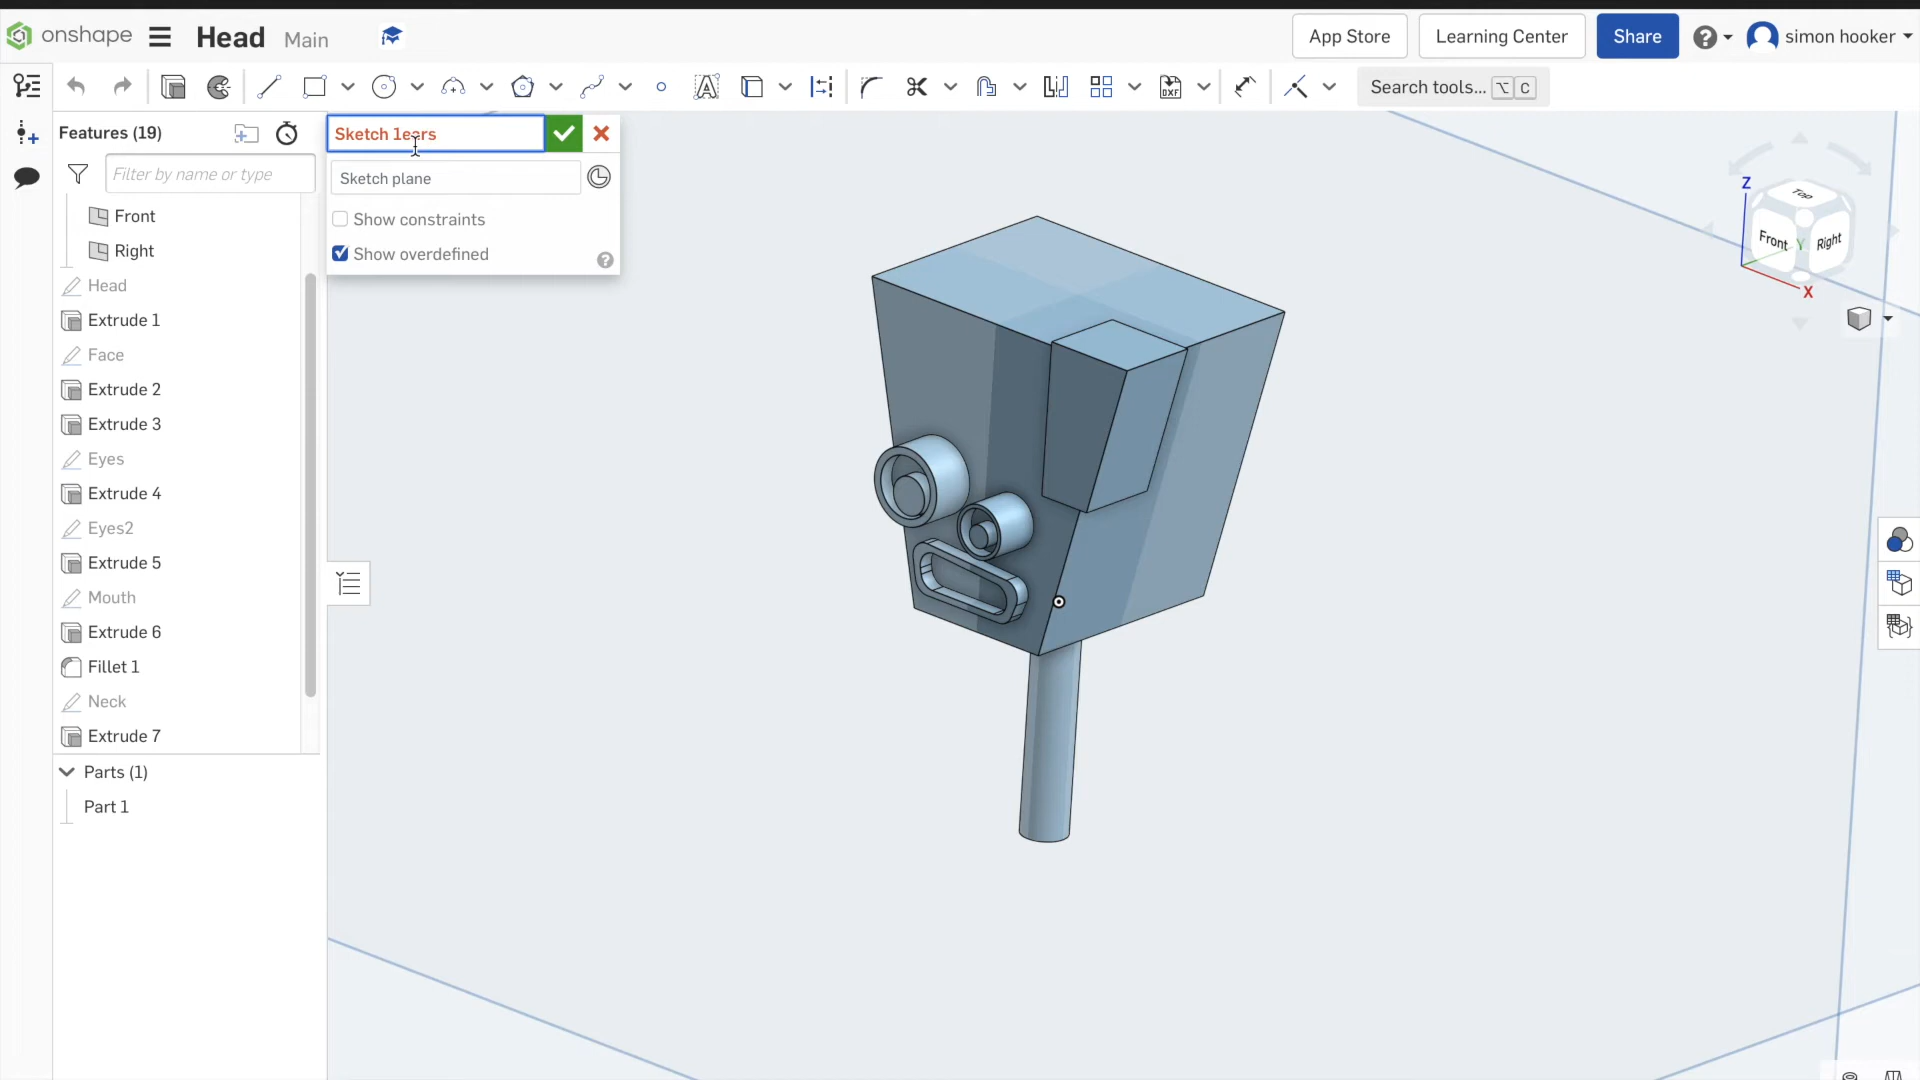 onshape Head Main App Store Learning Center Share simon hooker
Search tools... ⌥ C
Features (19)
Filter by name or type
Front
Right
Head
Extrude 1
Face
Extrude 2
Extrude 3
Eyes
Extrude 4
Eyes2
Extrude 5
Mouth
Extrude 6
Fillet 1
Neck
Extrude 7
Parts (1)
Part 1
Sketch 1ears
Sketch plane
Show constraints
Show overdefined
Z
Top
Front
Y
Right
X
DXF